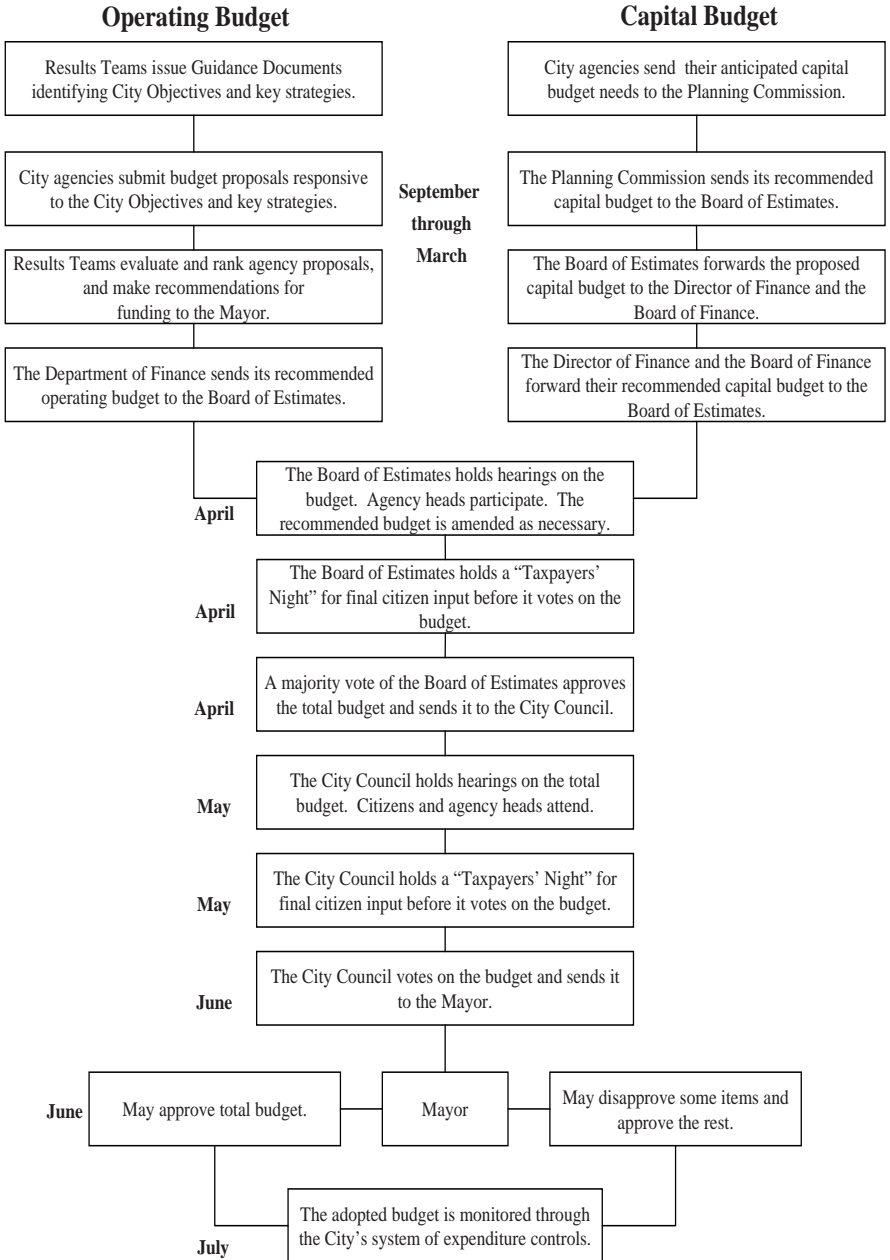 Operating Budget
Results Teams issue Guidance Documents
identifying City Objectives and key strategies.
City agencies submit budget proposals responsive
to the City Objectives and key strategies.
Results Teams evaluate and rank agency proposals,
and make recommendations for
funding to the Mayor.
The Department of Finance sends its recommended
operating budget to the Board of Estimates.
September
through
March
Capital Budget
City agencies send their anticipated capital
budget needs to the Planning Commission.
The Planning Commission sends its recommended
capital budget to the Board of Estimates.
The Board of Estimates forwards the proposed
capital budget to the Director of Finance and the
Board of Finance.
The Director of Finance and the Board of Finance
forward their recommended capital budget to the
Board of Estimates.
April
The Board of Estimates holds hearings on the
budget. Agency heads participate. The
recommended budget is amended as necessary.
April
The Board of Estimates holds a “Taxpayers’
Night” for final citizen input before it votes on the
budget.
April
A majority vote of the Board of Estimates approves
the total budget and sends it to the City Council.
May
The City Council holds hearings on the total
budget. Citizens and agency heads attend.
May
The City Council holds a “Taxpayers’ Night” for
final citizen input before it votes on the budget.
June
The City Council votes on the budget and sends it
to the Mayor.
June
May approve total budget.
Mayor
May disapprove some items and
approve the rest.
July
The adopted budget is monitored through
the City’s system of expenditure controls.